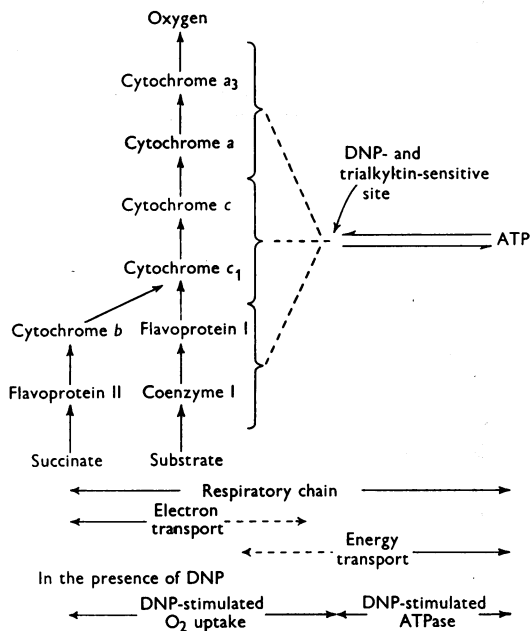 Oxygen
Cytochrome a3
Cytochrome a
DNP- and
trialkyltin-sensitive
site
Cytochrome c
ATP
Cytochrome c1
Cytochrome b
Flavoprotein I
Flavoprotein II
Coenzyme I
Succinate
Substrate
Respiratory chain
Electron
transport
Energy
transport
In the presence of DNP
DNP-stimulated
O2 uptake
DNP-stimulated
ATPase